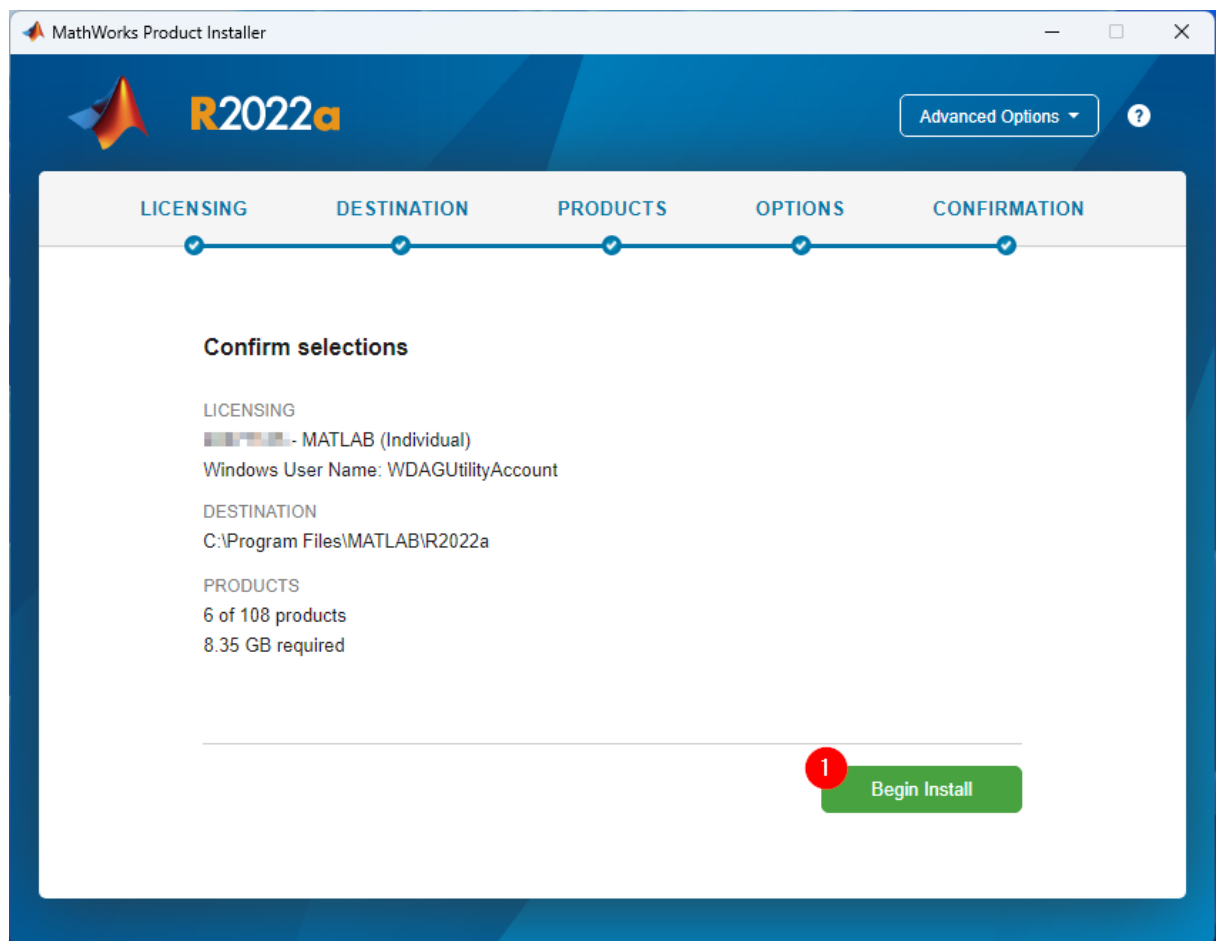 MathWorks Product Installer
R2022a
Advanced Options
?
LICENSING DESTINATION PRODUCTS OPTIONS CONFIRMATION
Confirm selections
LICENSING
- MATLAB (Individual)
Windows User Name: WDAGUtilityAccount
DESTINATION
C:\Program Files\MATLAB\R2022a
PRODUCTS
6 of 108 products
8.35 GB required
1
Begin Install